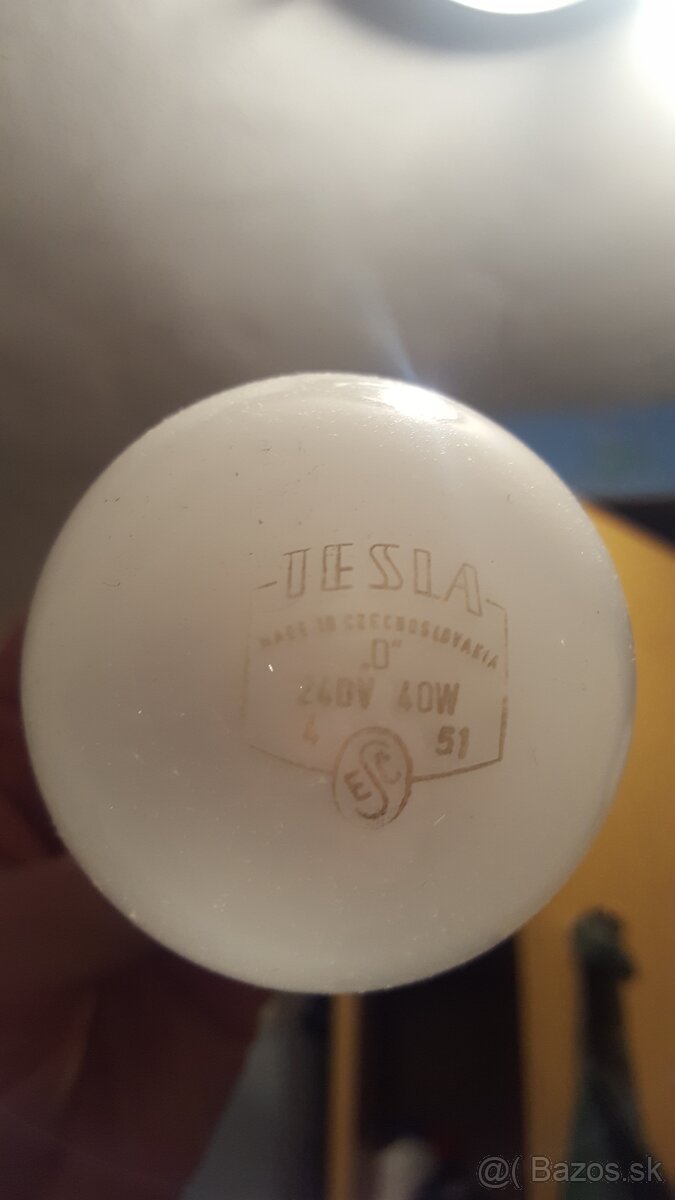 TESLA
MADE IN CZECHOSLOVAKIA
„D“
240V 40W
4 51
ESC
@( Bazos.sk